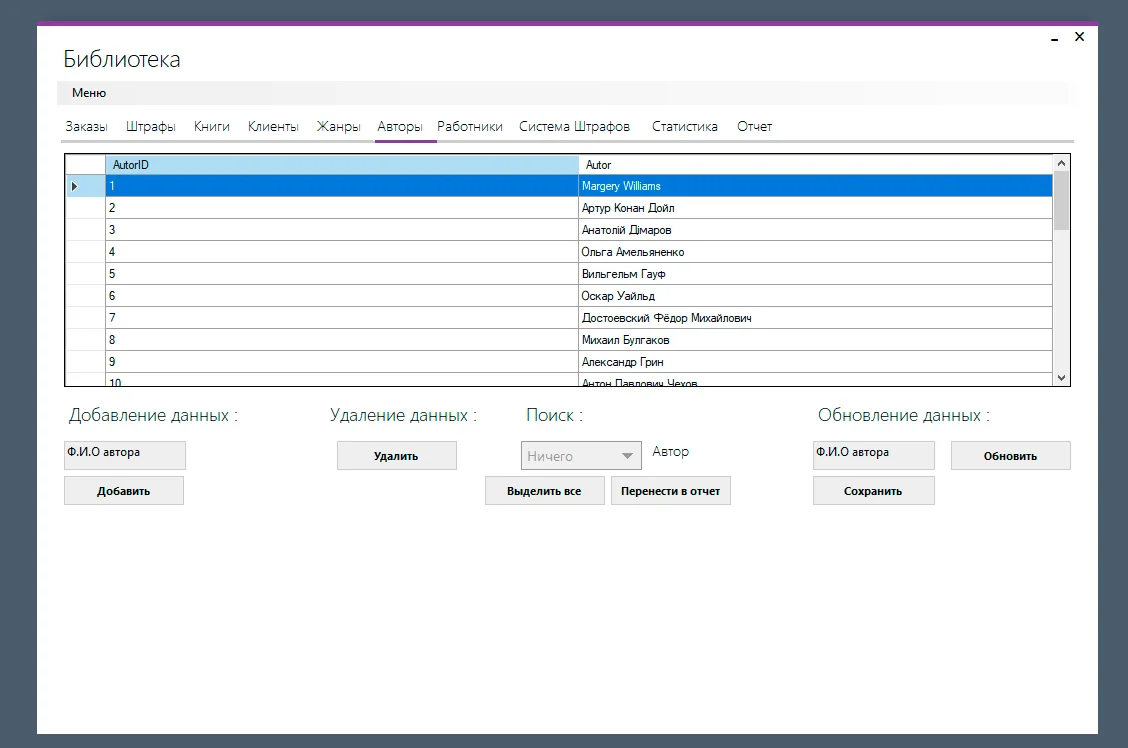 Библиотека
Меню
Заказы Штрафы Книги Клиенты Жанры Авторы Работники Система Штрафов Статистика Отчет
AutorID Autor
1 Margery Williams
2 Артур Конан Дойл
3 Анатолій Дімаров
4 Ольга Амельяненко
5 Вильгельм Гауф
6 Оскар Уайльд
7 Достоевский Фёдор Михайлович
8 Михаил Булгаков
9 Александр Грин
10 Антон Павлович Чехов
Добавление данных : Удаление данных : Поиск : Обновление данных :
Ф.И.О автора Удалить Ничего Автор Ф.И.О автора Обновить
Добавить Выделить все Перенести в отчет Сохранить